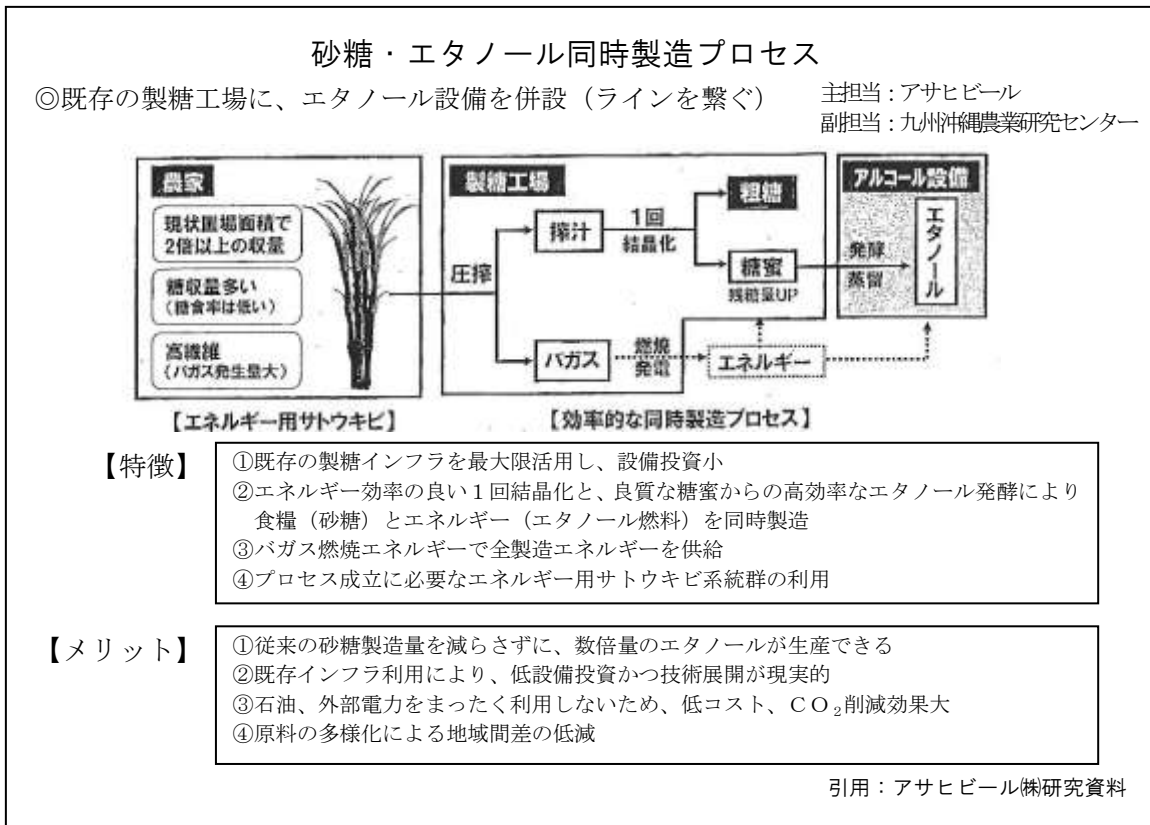 砂糖・エタノール同時製造プロセス
◎既存の製糖工場に、エタノール設備を併設（ラインを繋ぐ）
主担当：アサヒビール
副担当：九州沖縄農業研究センター
農家
現状圃場面積で
2倍以上の収量
糖収量多い
（糖含率は低い）
高繊維
（バガス発生量大）
【エネルギー用サトウキビ】
製糖工場
圧搾
搾汁
1回
結晶化
粗糖
糖蜜
残糖量UP
バガス
燃焼
発電
エネルギー
【効率的な同時製造プロセス】
アルコール設備
発酵
蒸留
エタノール
【特徴】
①既存の製糖インフラを最大限活用し、設備投資小
②エネルギー効率の良い１回結晶化と、良質な糖蜜からの高効率なエタノール発酵により
食糧（砂糖）とエネルギー（エタノール燃料）を同時製造
③バガス燃焼エネルギーで全製造エネルギーを供給
④プロセス成立に必要なエネルギー用サトウキビ系統群の利用
【メリット】
①従来の砂糖製造量を減らさずに、数倍量のエタノールが生産できる
②既存インフラ利用により、低設備投資かつ技術展開が現実的
③石油、外部電力をまったく利用しないため、低コスト、ＣＯ₂削減効果大
④原料の多様化による地域間差の低減
引用：アサヒビール㈱研究資料